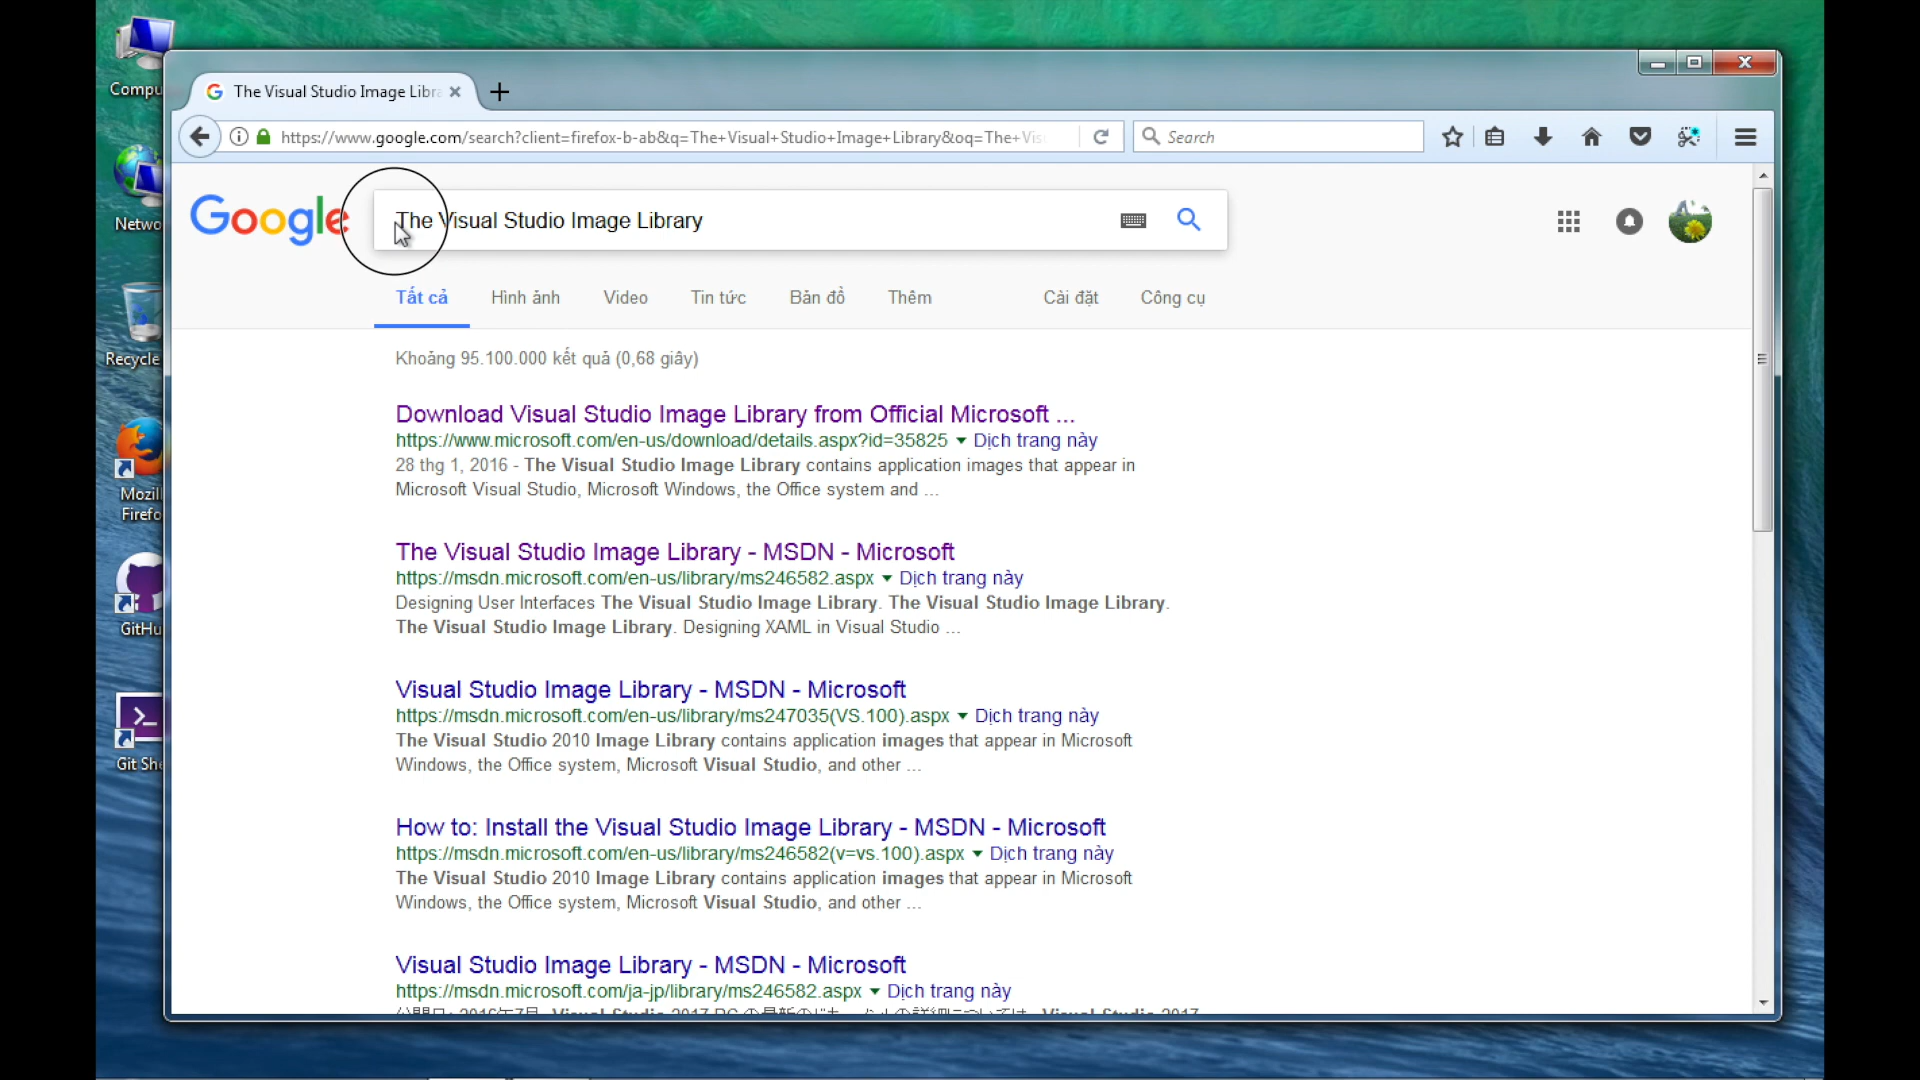 Compu
The Visual Studio Image Libra
https://www.google.com/search?client=firefox-b-ab&q=The+Visual+Studio+Image+Library&oq=The+Vis
Search
Netwo
Google
The Visual Studio Image Library
Tất cả Hình ảnh Video Tin tức Bản đồ Thêm Cài đặt Công cụ
Recycle
Khoảng 95.100.000 kết quả (0,68 giây)
Download Visual Studio Image Library from Official Microsoft ...
https://www.microsoft.com/en-us/download/details.aspx?id=35825 Dịch trang này
28 thg 1, 2016 - The Visual Studio Image Library contains application images that appear in
Microsoft Visual Studio, Microsoft Windows, the Office system and ...
Mozil
Firefo
The Visual Studio Image Library - MSDN - Microsoft
https://msdn.microsoft.com/en-us/library/ms246582.aspx Dịch trang này
Designing User Interfaces The Visual Studio Image Library. The Visual Studio Image Library.
The Visual Studio Image Library. Designing XAML in Visual Studio ...
GitHu
Visual Studio Image Library - MSDN - Microsoft
https://msdn.microsoft.com/en-us/library/ms247035(VS.100).aspx Dịch trang này
The Visual Studio 2010 Image Library contains application images that appear in Microsoft
Windows, the Office system, Microsoft Visual Studio, and other ...
Git She
How to: Install the Visual Studio Image Library - MSDN - Microsoft
https://msdn.microsoft.com/en-us/library/ms246582(v=vs.100).aspx Dịch trang này
The Visual Studio 2010 Image Library contains application images that appear in Microsoft
Windows, the Office system, Microsoft Visual Studio, and other ...
Visual Studio Image Library - MSDN - Microsoft
https://msdn.microsoft.com/ja-jp/library/ms246582.aspx Dịch trang này